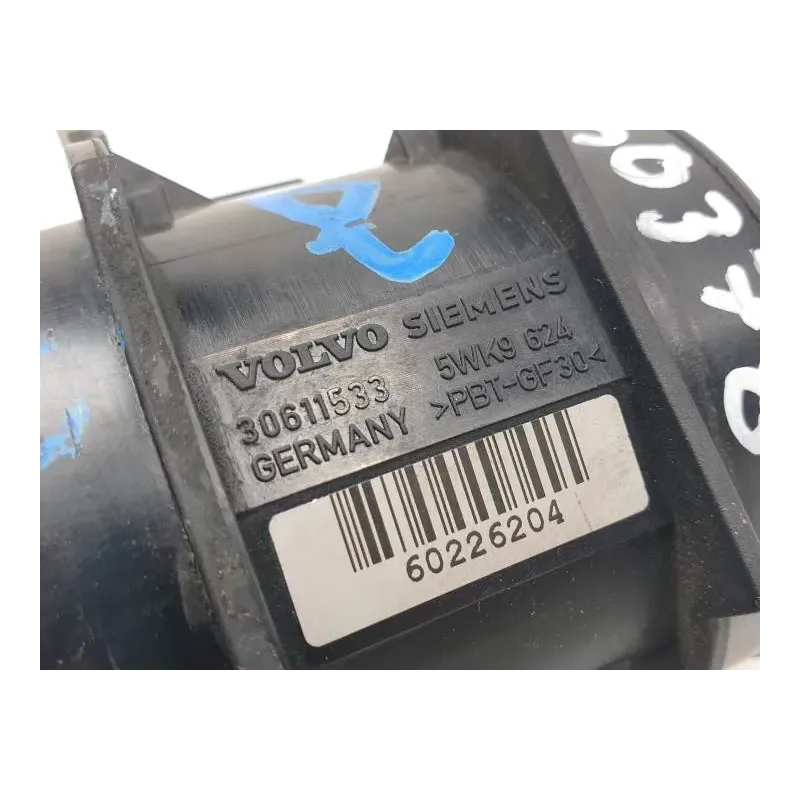 VOLVO SIEMENS
30611533 5WK9 624
GERMANY >PBT-GF30<
60226204